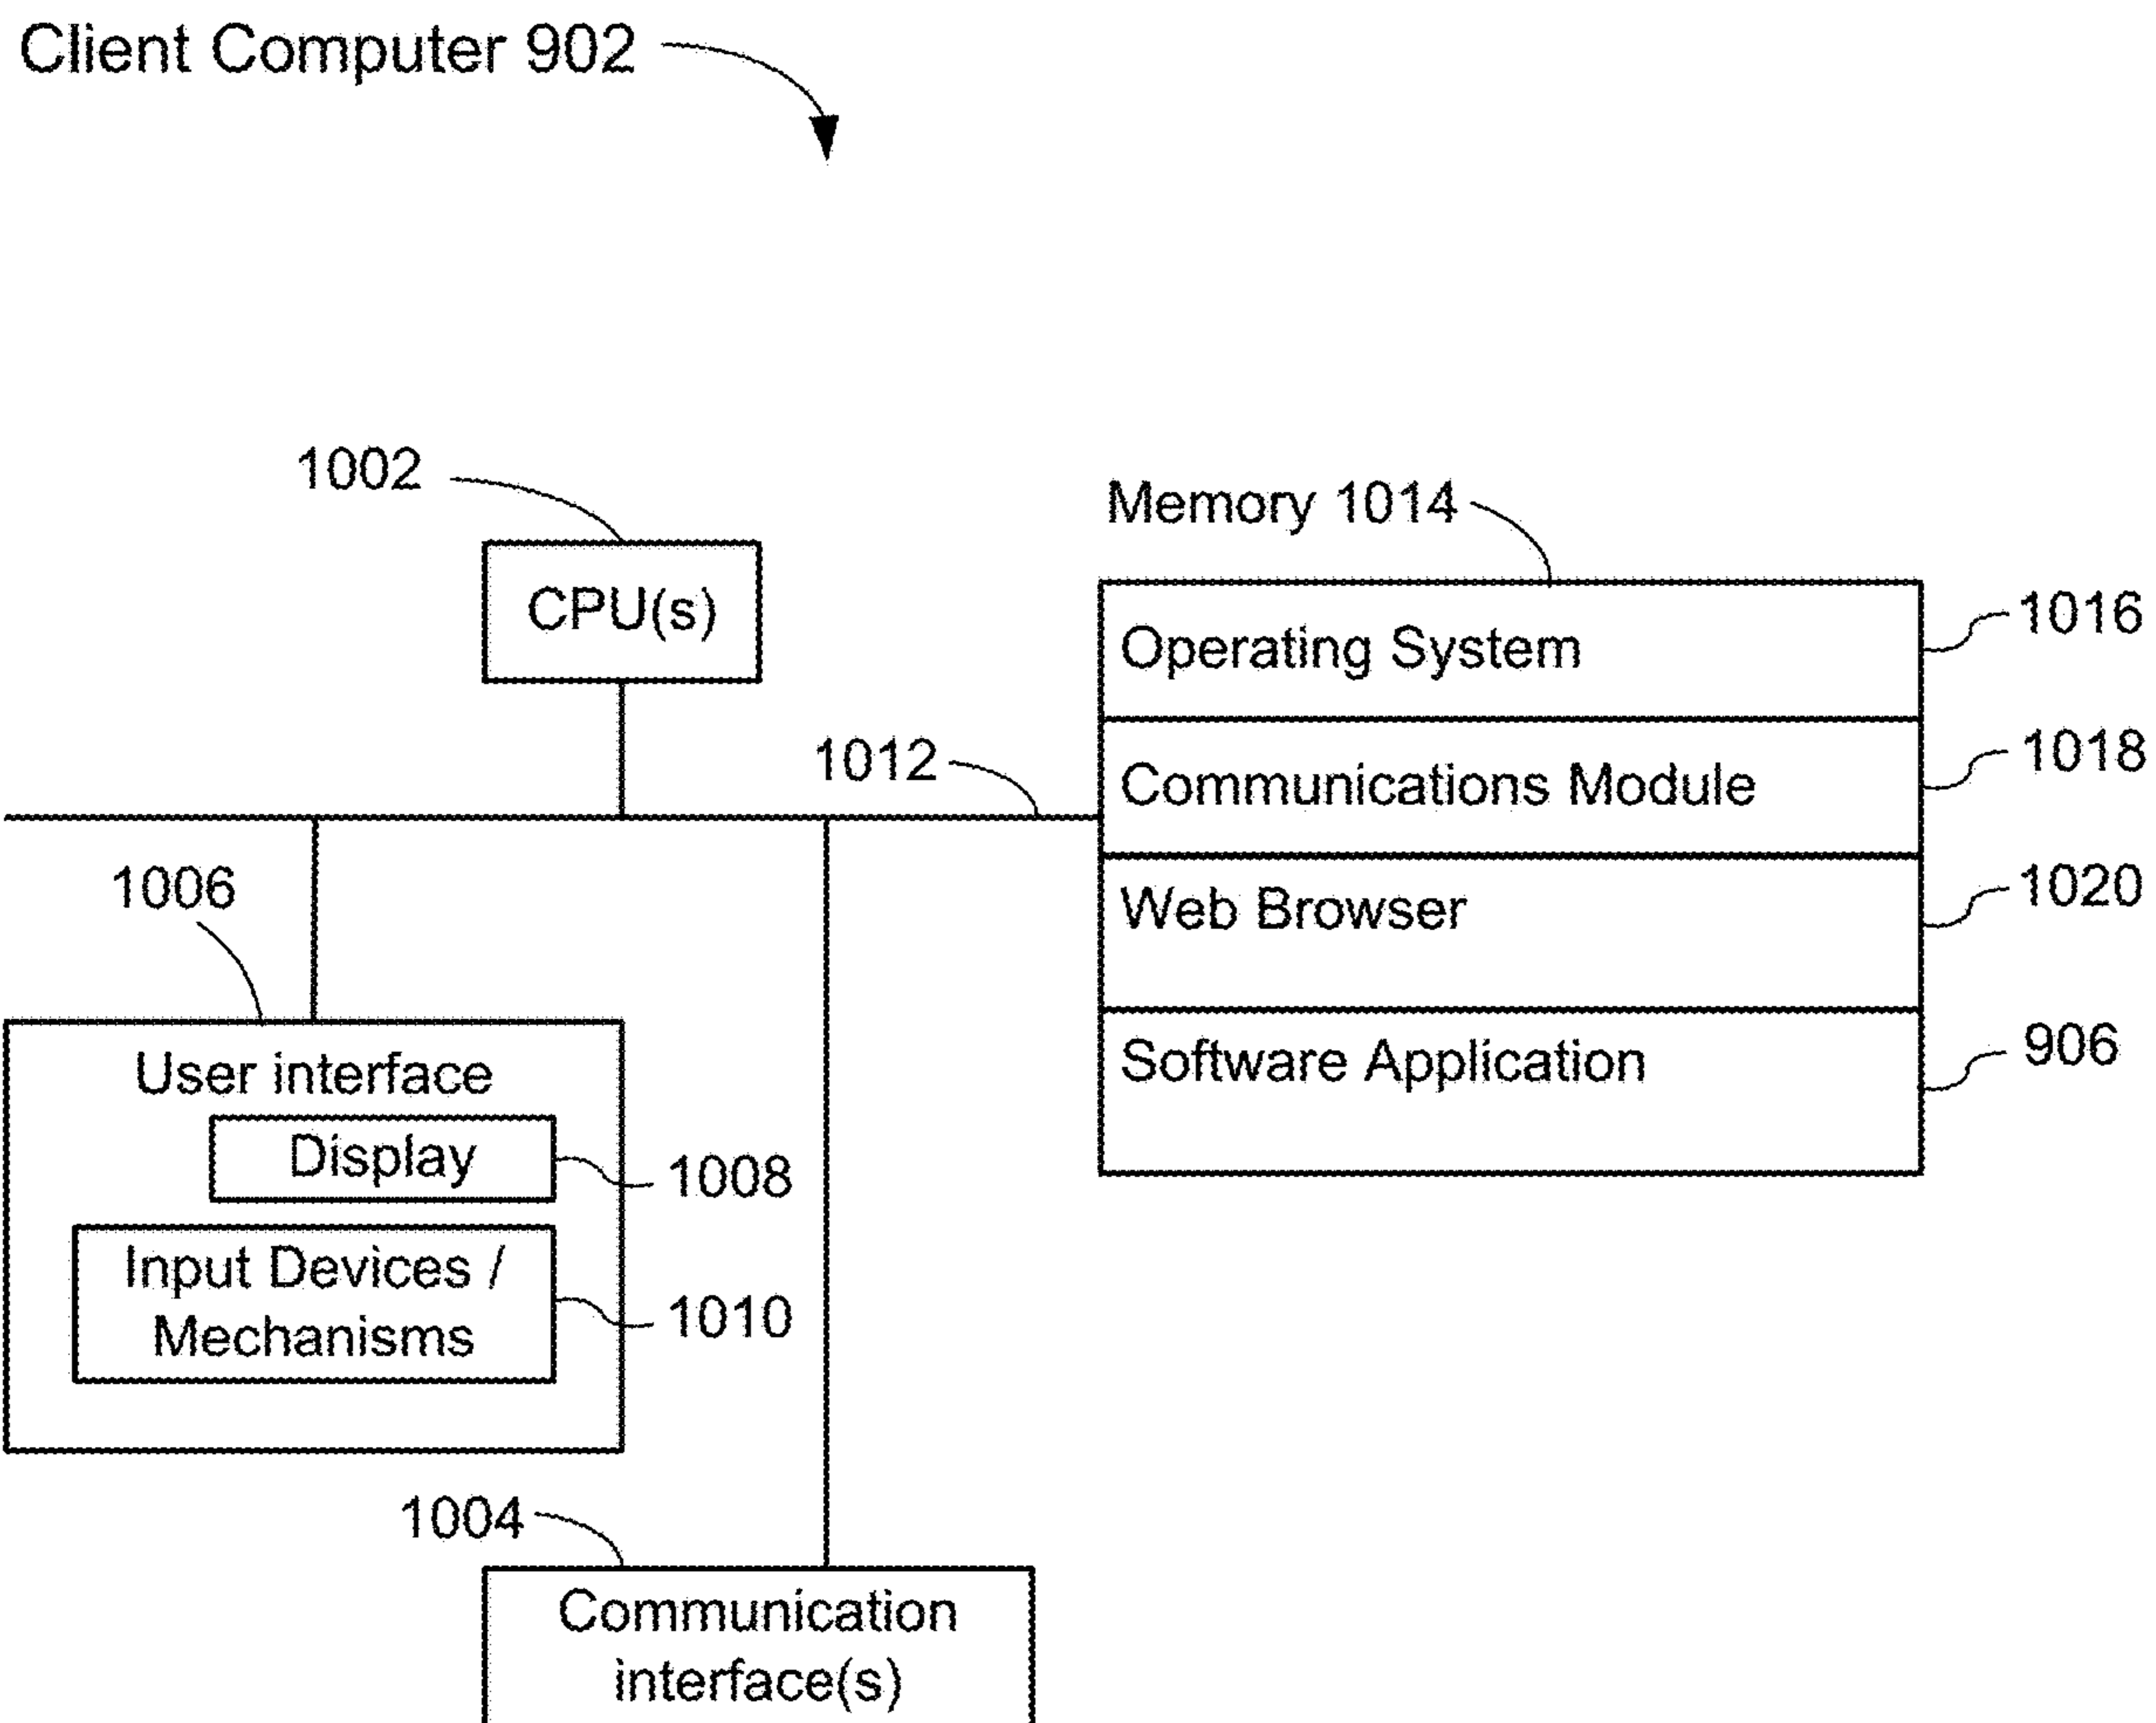 Client Computer 902
1002
CPU(s)
Memory 1014
Operating System
1016
Communications Module
1018
Web Browser
1020
Software Application
906
1012
1006
User interface
Display
1008
Input Devices /
Mechanisms
1010
1004
Communication
interface(s)